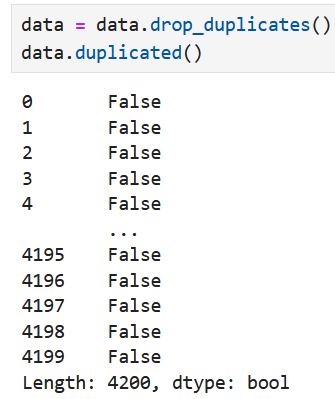 data = data.drop_duplicates()
data.duplicated()
0       False
1       False
2       False
3       False
4       False
        ...
4195    False
4196    False
4197    False
4198    False
4199    False
Length: 4200, dtype: bool